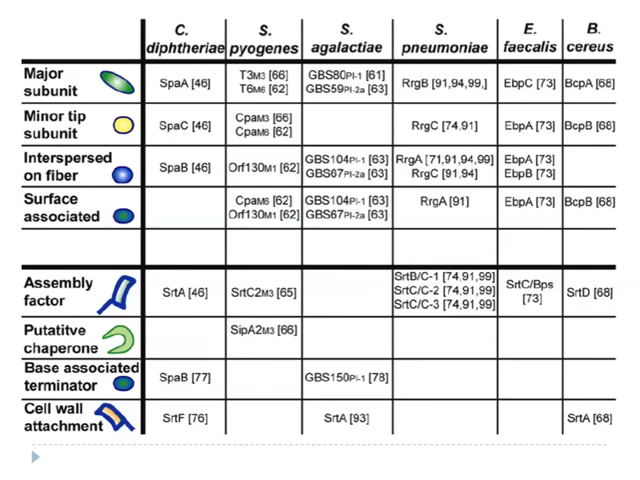 C. diphtheriae S. pyogenes S. agalactiae S. pneumoniae E. faecalis B. cereus
Major subunit SpaA [46] T3M3 [66] T6M6 [62] GBS80PI-1 [61] GBS59PI-2a [63] RrgB [91,94,99,] EbpC [73] BcpA [68]
Minor tip subunit SpaC [46] CpaM3 [66] CpaM6 [62] RrgC [74,91] EbpA [73] BcpB [68]
Interspersed on fiber SpaB [46] Orf130M1 [62] GBS104PI-1 [63] GBS67PI-2a [63] RrgA [71,91,94,99] RrgC [91,94] EbpA [73] EbpB [73]
Surface associated CpaM6 [62] Orf130M1 [62] GBS104PI-1 [63] GBS67PI-2a [63] RrgA [91] EbpA [73] BcpB [68]
Assembly factor SrtA [46] SrtC2M3 [65] SrtB/C-1 [74,91,99] SrtC/C-2 [74,91,99] SrtC/C-3 [74,91,99] SrtC/Bps [73] SrtD [68]
Putatitve chaperone SipA2M3 [66]
Base associated terminator SpaB [77] GBS150PI-1 [78]
Cell wall attachment SrtF [76] SrtA [93] SrtA [68]